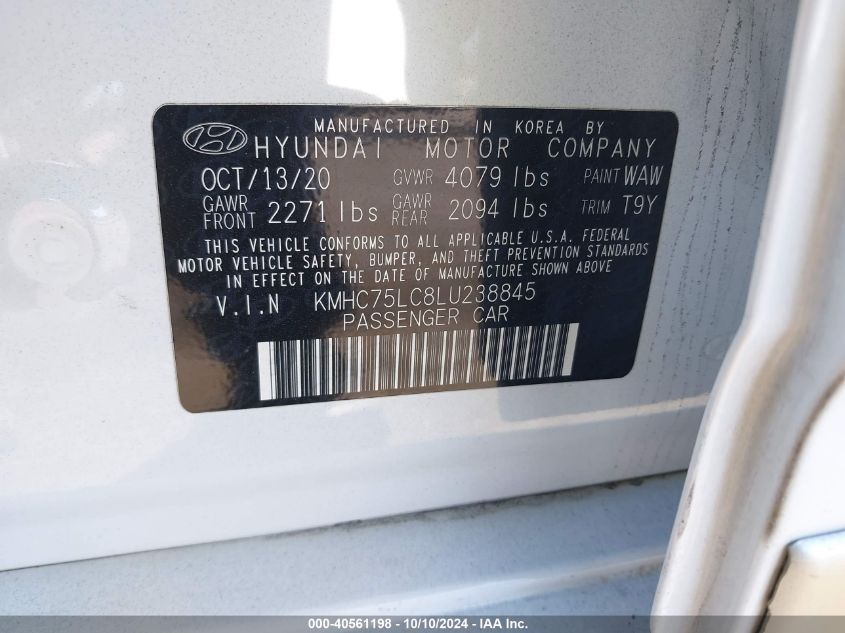 MANUFACTURED IN KOREA BY
HYUNDAI MOTOR COMPANY
OCT/13/20 GVWR 4079 lbs PAINT WAW
GAWR FRONT 2271 lbs GAWR REAR 2094 lbs TRIM T9Y
THIS VEHICLE CONFORMS TO ALL APPLICABLE U.S.A. FEDERAL
MOTOR VEHICLE SAFETY, BUMPER, AND THEFT PREVENTION STANDARDS
IN EFFECT ON THE DATE OF MANUFACTURE SHOWN ABOVE
V.I.N KMHC75LC8LU238845
PASSENGER CAR
000-40561198 - 10/10/2024 - IAA Inc.